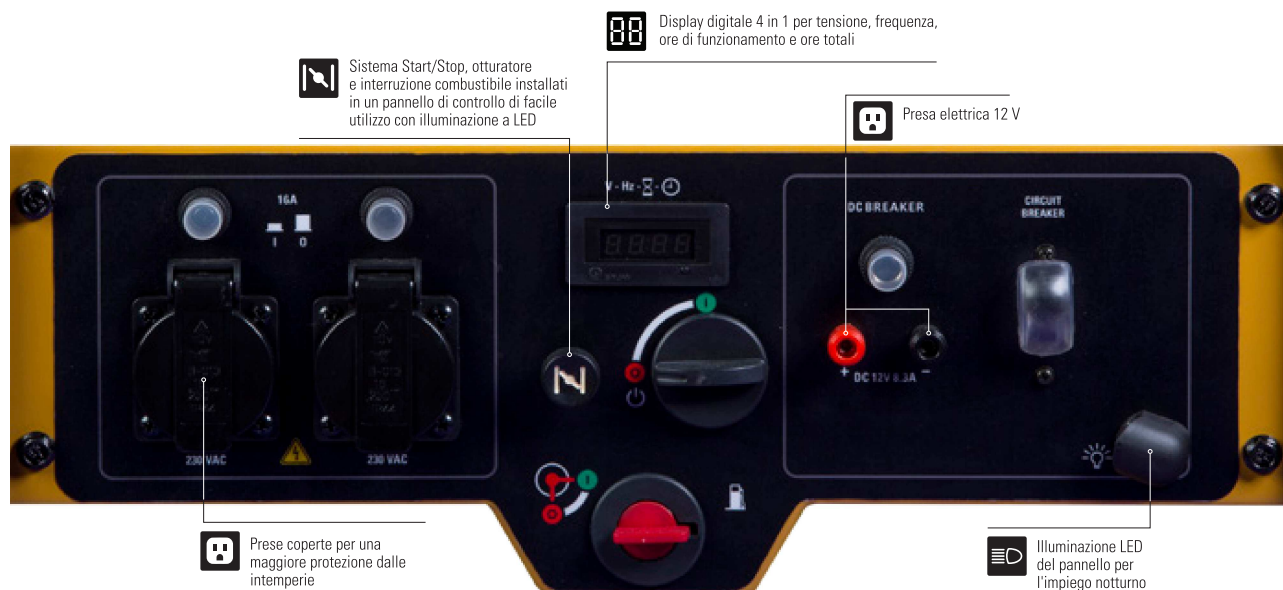 Display digitale 4 in 1 per tensione, frequenza,
ore di funzionamento e ore totali
Sistema Start/Stop, otturatore
e interruzione combustibile installati
in un pannello di controllo di facile
utilizzo con illuminazione a LED
Presa elettrica 12 V
16A
I O
V - Hz -
DC BREAKER
CIRCUIT
BREAKER
+ DC 12V 8.3A -
230 VAC
230 VAC
Prese coperte per una
maggiore protezione dalle
intemperie
Illuminazione LED
del pannello per
l'impiego notturno